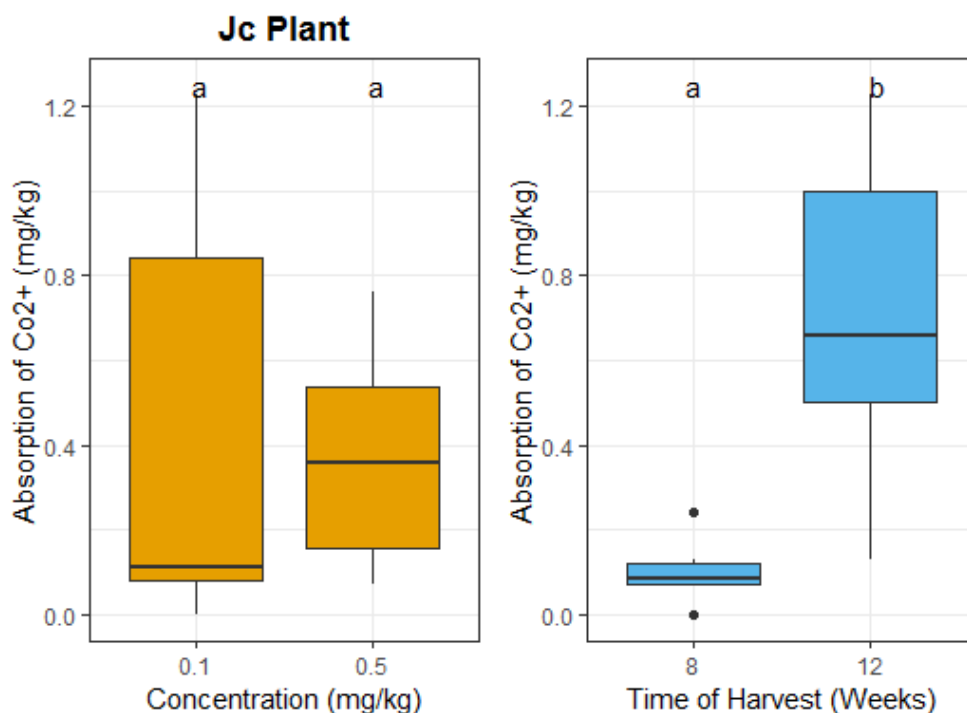 Jc Plant
a
a
1.2
0.8
0.4
0.0
Absorption of Co2+ (mg/kg)
0.1
0.5
Concentration (mg/kg)
a
b
1.2
0.8
0.4
0.0
Absorption of Co2+ (mg/kg)
8
12
Time of Harvest (Weeks)